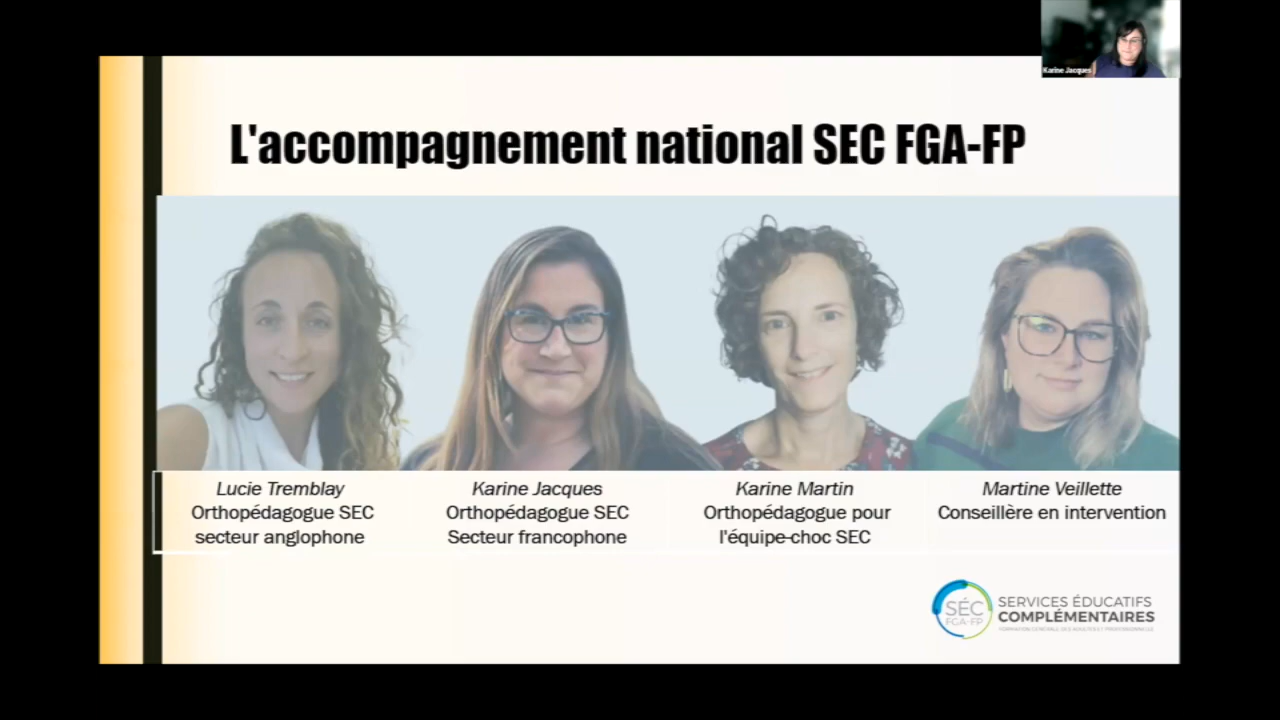 Karine Jacques
L'accompagnement national SEC FGA-FP
Lucie Tremblay
Orthopédagogue SEC
secteur anglophone
Karine Jacques
Orthopédagogue SEC
Secteur francophone
Karine Martin
Orthopédagogue pour
l'équipe-choc SEC
Martine Veillette
Conseillère en intervention
SÉC
FGA-FP
SERVICES ÉDUCATIFS
COMPLÉMENTAIRES